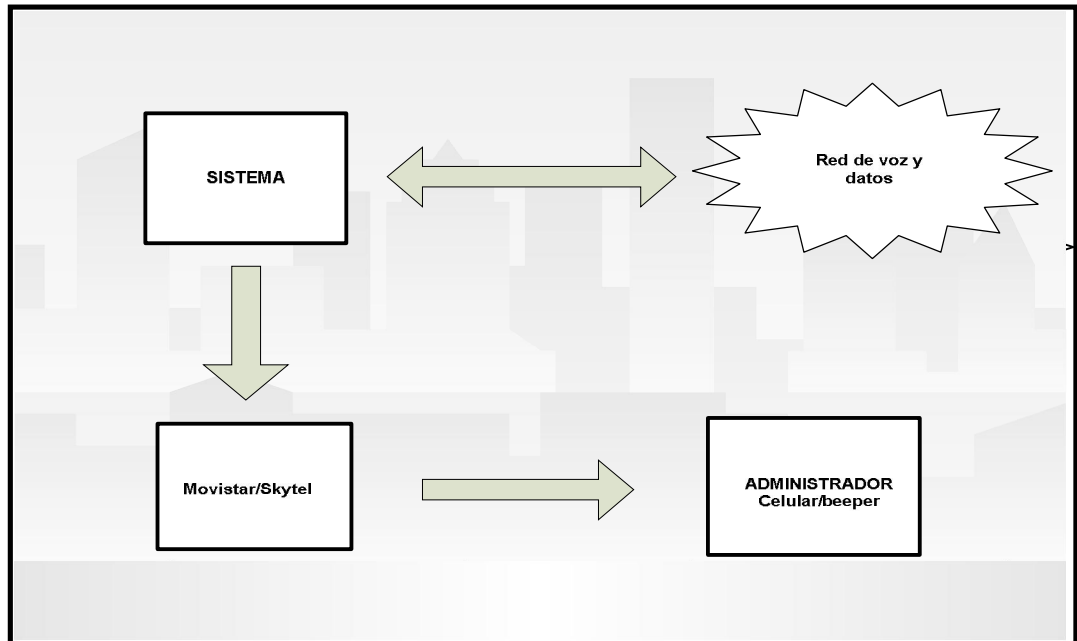 SISTEMA
Red de voz y
datos
Movistar/Skytel
ADMINISTRADOR
Celular/beeper